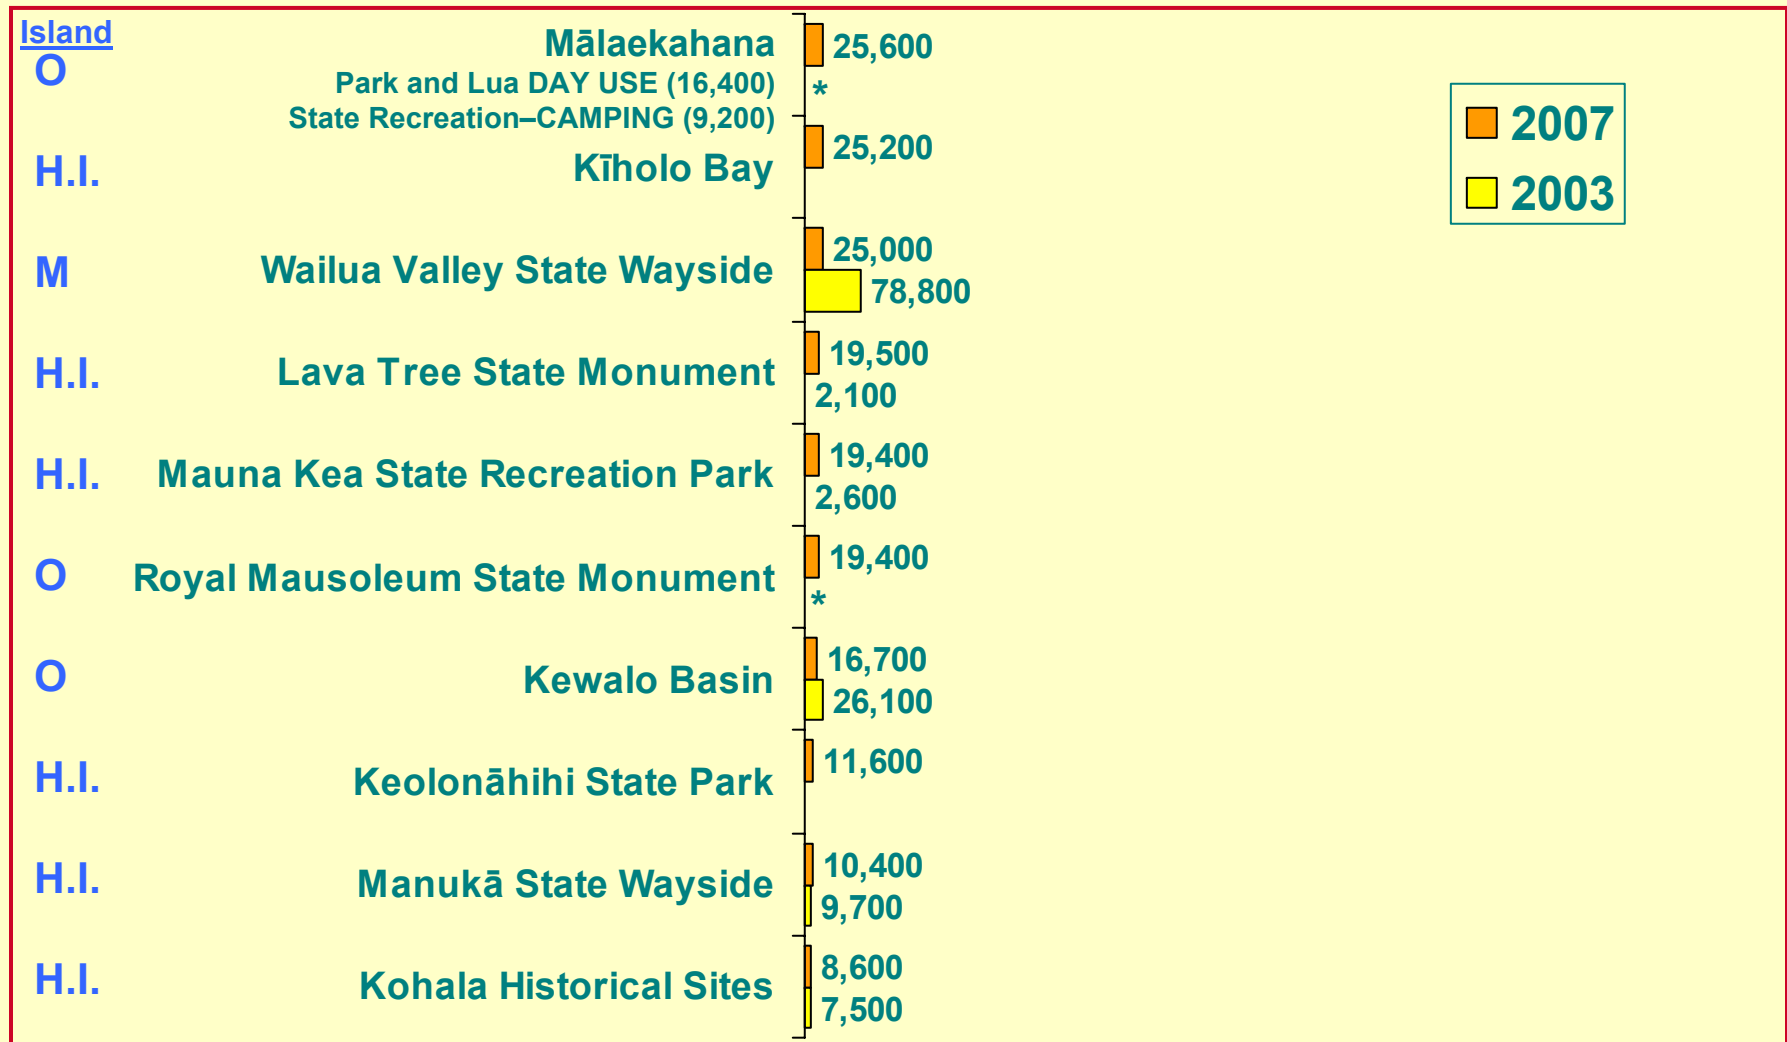 Island
O Mālaekahana 25,600
Park and Lua DAY USE (16,400) *
State Recreation–CAMPING (9,200)
H.I. Kīholo Bay 25,200
M Wailua Valley State Wayside 25,000
78,800
H.I. Lava Tree State Monument 19,500
2,100
H.I. Mauna Kea State Recreation Park 19,400
2,600
O Royal Mausoleum State Monument 19,400
*
O Kewalo Basin 16,700
26,100
H.I. Keolonāhihi State Park 11,600
H.I. Manukā State Wayside 10,400
9,700
H.I. Kohala Historical Sites 8,600
7,500
2007
2003